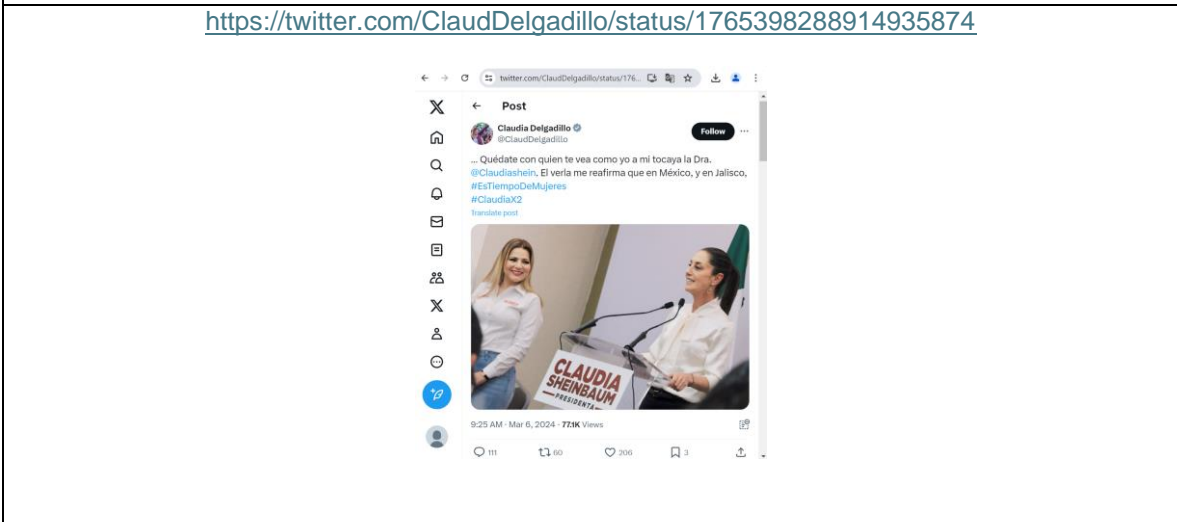 https://twitter.com/ClaudDelgadillo/status/1765398288914935874
twitter.com/ClaudDelgadillo/status/176...
Post
Claudia Delgadillo
@ClaudDelgadillo
Follow
... Quédate con quien te vea como yo a mi tocaya la Dra.
@Claudiashein. El verla me reafirma que en México, y en Jalisco,
#EsTiempoDeMujeres
#ClaudiaX2
Translate post
CLAUDIA
SHEINBAUM
PRESIDENTA
9:25 AM · Mar 6, 2024 · 77.1K Views
111 60 206 3